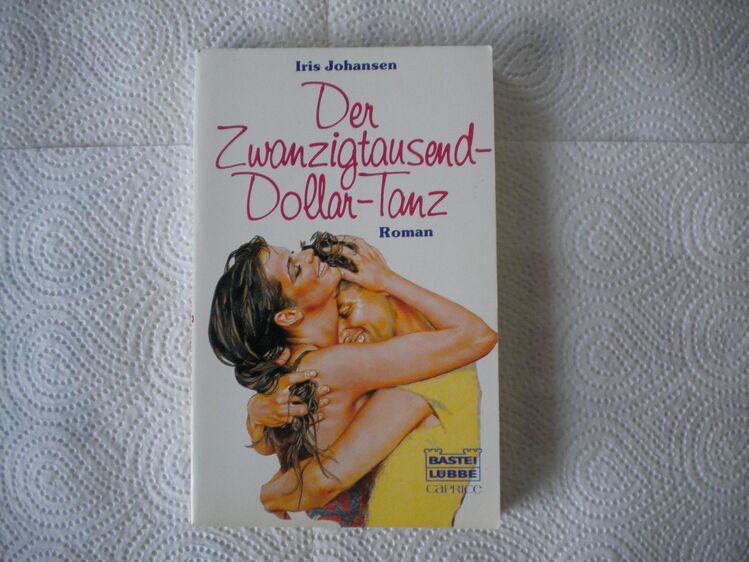 Iris Johansen
Der
Zwanzigtausend-
Dollar-Tanz
Roman
BASTEI
LÜBBE
CAPRICE